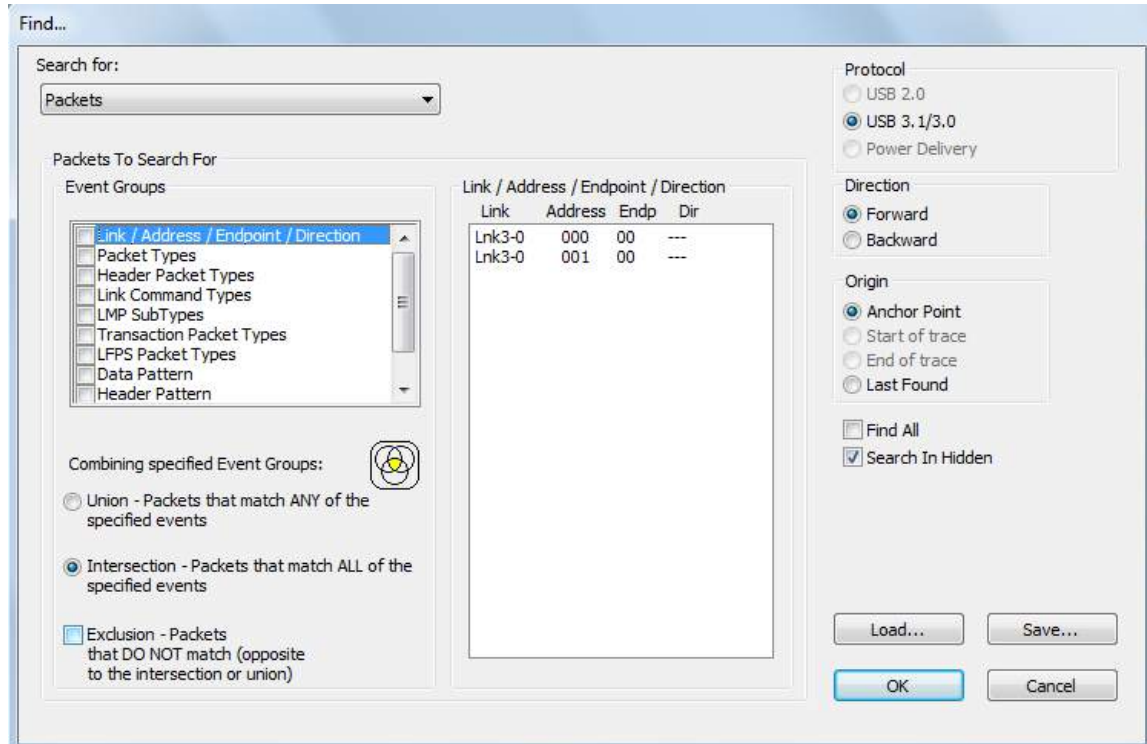 Find...
Search for:
Packets
Packets To Search For
Event Groups
Link / Address / Endpoint / Direction
Packet Types
Header Packet Types
Link Command Types
LMP SubTypes
Transaction Packet Types
LFPS Packet Types
Data Pattern
Header Pattern
Combining specified Event Groups:
Union - Packets that match ANY of the
specified events
Intersection - Packets that match ALL of the
specified events
Exclusion - Packets
that DO NOT match (opposite
to the intersection or union)
Link / Address / Endpoint / Direction
Link Address Endp Dir
Lnk3-0 000 00 ---
Lnk3-0 001 00 ---
Protocol
USB 2.0
USB 3.1/3.0
Power Delivery
Direction
Forward
Backward
Origin
Anchor Point
Start of trace
End of trace
Last Found
Find All
Search In Hidden
Load... Save...
OK Cancel